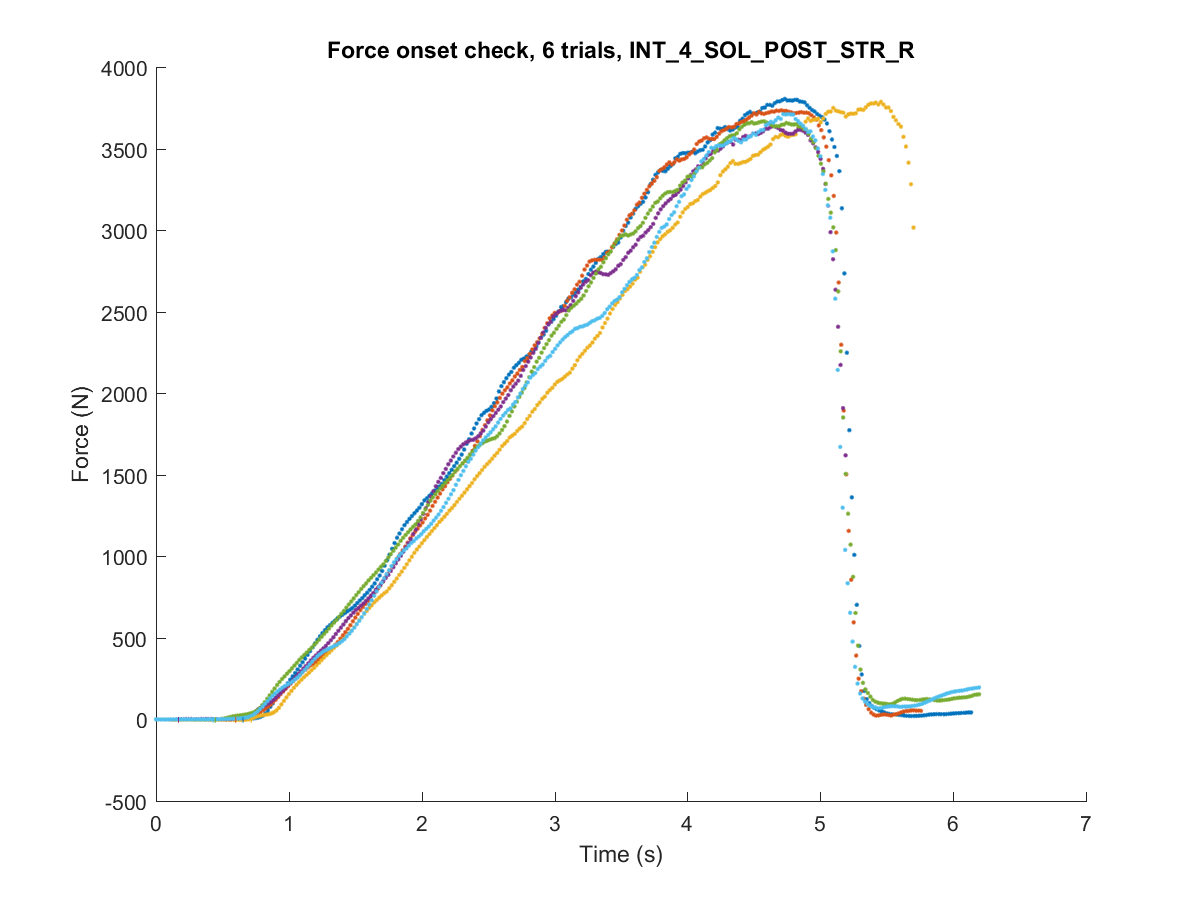 Force onset check, 6 trials, INT_4_SOL_POST_STR_R
4000
3500
3000
2500
2000
1500
1000
500
0
-500
Force (N)
0 1 2 3 4 5 6 7
Time (s)